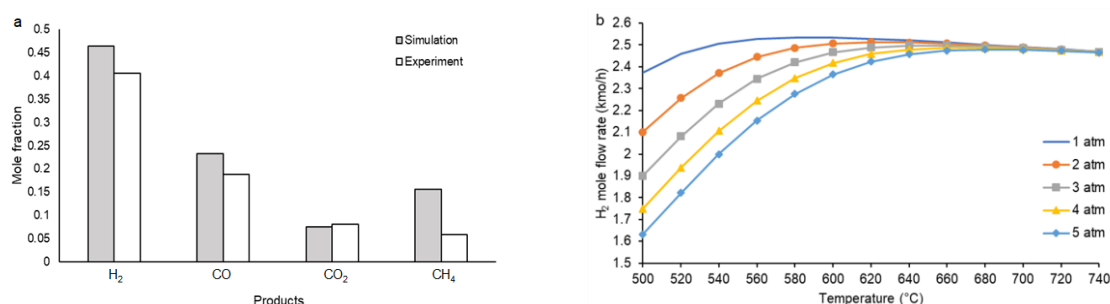 a
Mole fraction
0.5
0.45
0.4
0.35
0.3
0.25
0.2
0.15
0.1
0.05
0
Simulation
Experiment
H₂
CO
CO₂
CH₄
Products
b
H₂ mole flow rate (kmo/h)
2.6
2.5
2.4
2.3
2.2
2.1
2
1.9
1.8
1.7
1.6
1.5
1 atm
2 atm
3 atm
4 atm
5 atm
500 520 540 560 580 600 620 640 660 680 700 720 740
Temperature (°C)